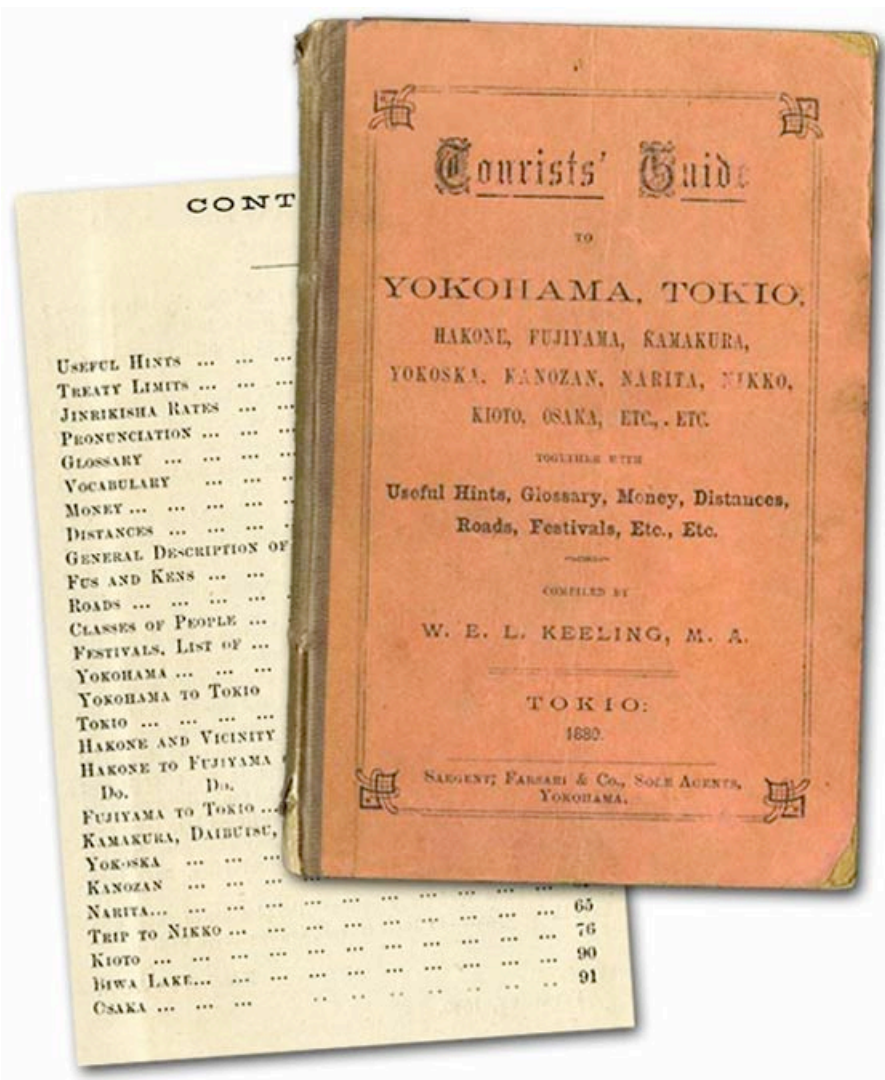 Tourists' Guide
TO
YOKOHAMA, TOKIO,
HAKONE, FUJIYAMA, KAMAKURA,
YOKOSKA, KANOZAN, NARITA, NIKKO,
KIOTO, OSAKA, ETC., ETC.
TOGETHER WITH
Useful Hints, Glossary, Money, Distances,
Roads, Festivals, Etc., Etc.
COMPILED BY
W. E. L. KEELING, M. A.
TOKIO:
1880.
SARGENT, FARSARI & CO., SOLE AGENTS,
YOKOHAMA.
CONT
USEFUL HINTS ... ... ...
TREATY LIMITS ... ... ...
JINRIKISHA RATES ... ...
PRONUNCIATION ... ... ...
GLOSSARY ... ... ...
VOCABULARY ... ... ...
MONEY ... ... ... ... ...
DISTANCES ... ... ... ...
GENERAL DESCRIPTION OF
FUS AND KENS ... ...
ROADS ... ... ... ... ...
CLASSES OF PEOPLE ...
FESTIVALS, LIST OF ...
YOKOHAMA ... ... ...
YOKOHAMA TO TOKIO
TOKIO ... ... ... ...
HAKONE AND VICINITY
HAKONE TO FUJIYAMA
Do. Do.
FUJIYAMA TO TOKIO ...
KAMAKURA, DAIBUTSU,
YOKOSKA ... ... ...
KANOZAN ... ... ...
NARITA ... ... ... ... ... ... ... ... ... ...
TRIP TO NIKKO ... ... ... ... ... ... ... ... 65
KIOTO ... ... ... ... ... ... ... ... ... ... 76
BIWA LAKE ... ... ... ... ... ... ... ... ... 90
OSAKA ... ... ... .. .. .. .. .. .. .. 91